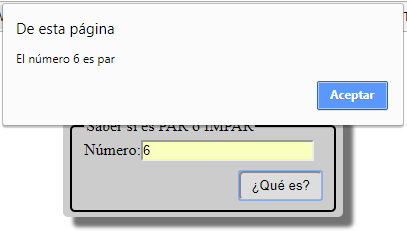 De esta página
El número 6 es par
Aceptar
Saber si es PAR o IMPAR
Número: 6
¿Qué es?